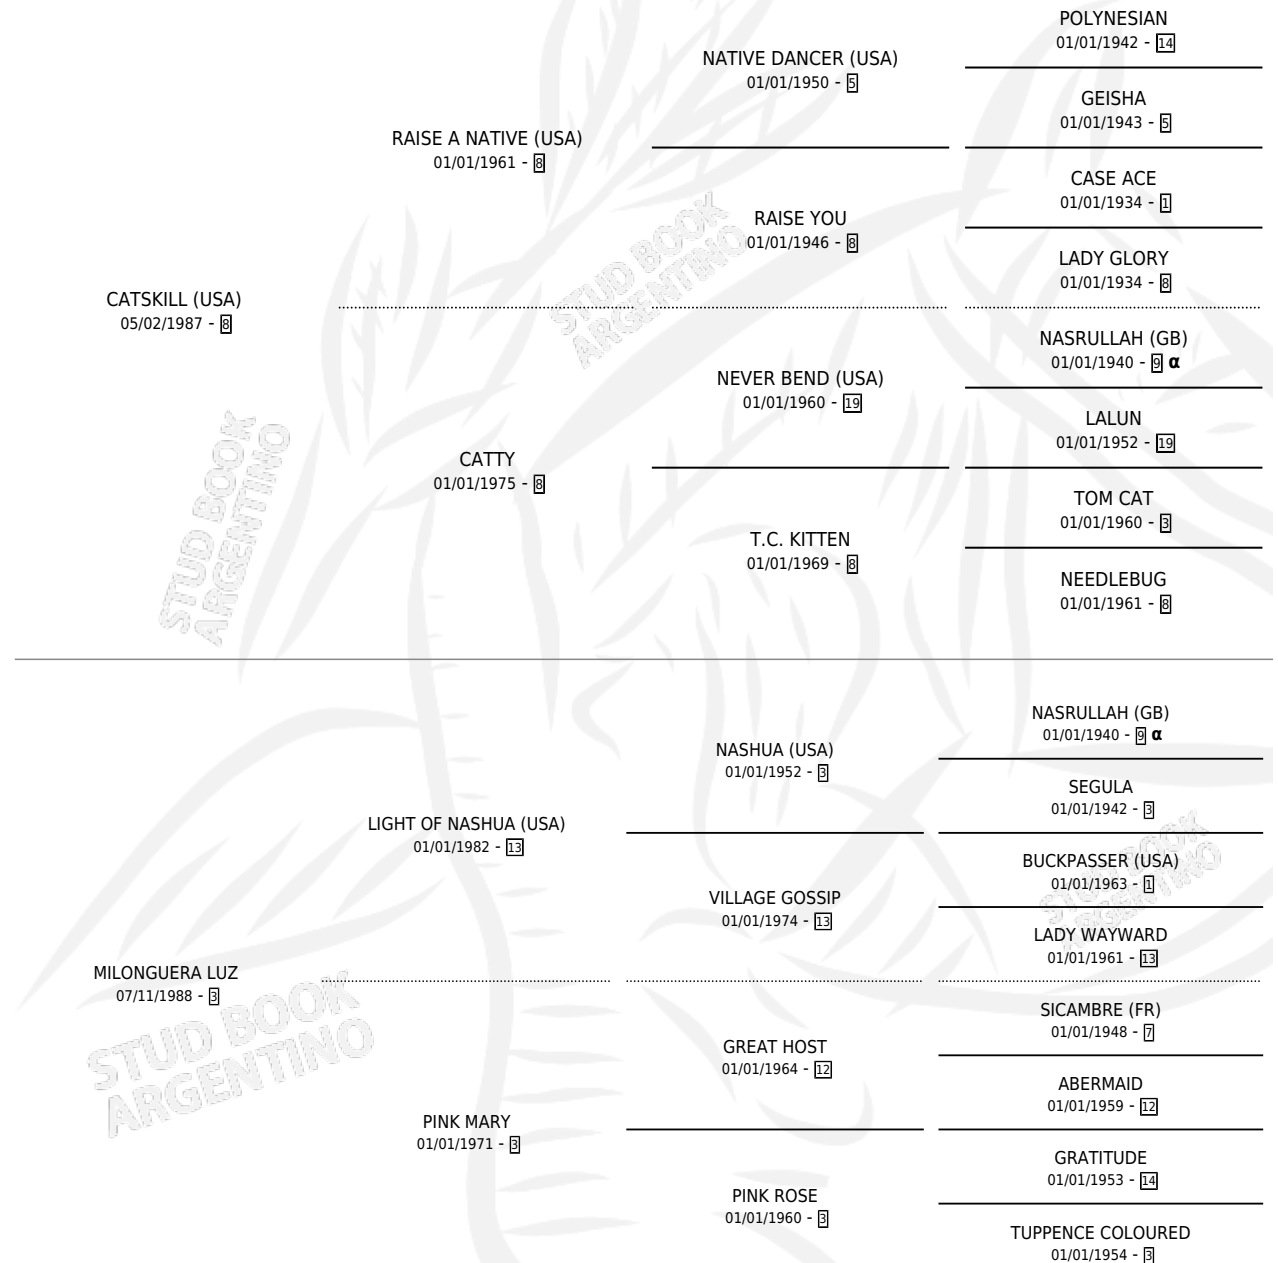 POLYNESIAN
01/01/1942 - 14
NATIVE DANCER (USA)
01/01/1950 - 5
GEISHA
01/01/1943 - 5
RAISE A NATIVE (USA)
01/01/1961 - 8
CASE ACE
01/01/1934 - 1
RAISE YOU
01/01/1946 - 8
LADY GLORY
01/01/1934 - 8
CATSKILL (USA)
05/02/1987 - 8
NASRULLAH (GB)
01/01/1940 - 9 α
NEVER BEND (USA)
01/01/1960 - 19
LALUN
01/01/1952 - 19
CATTY
01/01/1975 - 8
TOM CAT
01/01/1960 - 3
T.C. KITTEN
01/01/1969 - 8
NEEDLEBUG
01/01/1961 - 8
NASRULLAH (GB)
01/01/1940 - 9 α
NASHUA (USA)
01/01/1952 - 3
SEGULA
01/01/1942 - 3
LIGHT OF NASHUA (USA)
01/01/1982 - 13
BUCKPASSER (USA)
01/01/1963 - 1
VILLAGE GOSSIP
01/01/1974 - 13
LADY WAYWARD
01/01/1961 - 13
MILONGUERA LUZ
07/11/1988 - 3
SICAMBRE (FR)
01/01/1948 - 7
GREAT HOST
01/01/1964 - 12
ABERMAID
01/01/1959 - 12
PINK MARY
01/01/1971 - 3
GRATITUDE
01/01/1953 - 14
PINK ROSE
01/01/1960 - 3
TUPPENCE COLOURED
01/01/1954 - 3
STUD BOOK
ARGENTINO
STUD BOOK
ARGENTINO
STUD BOOK
ARGENTINO
STUD BOOK
ARGENTINO